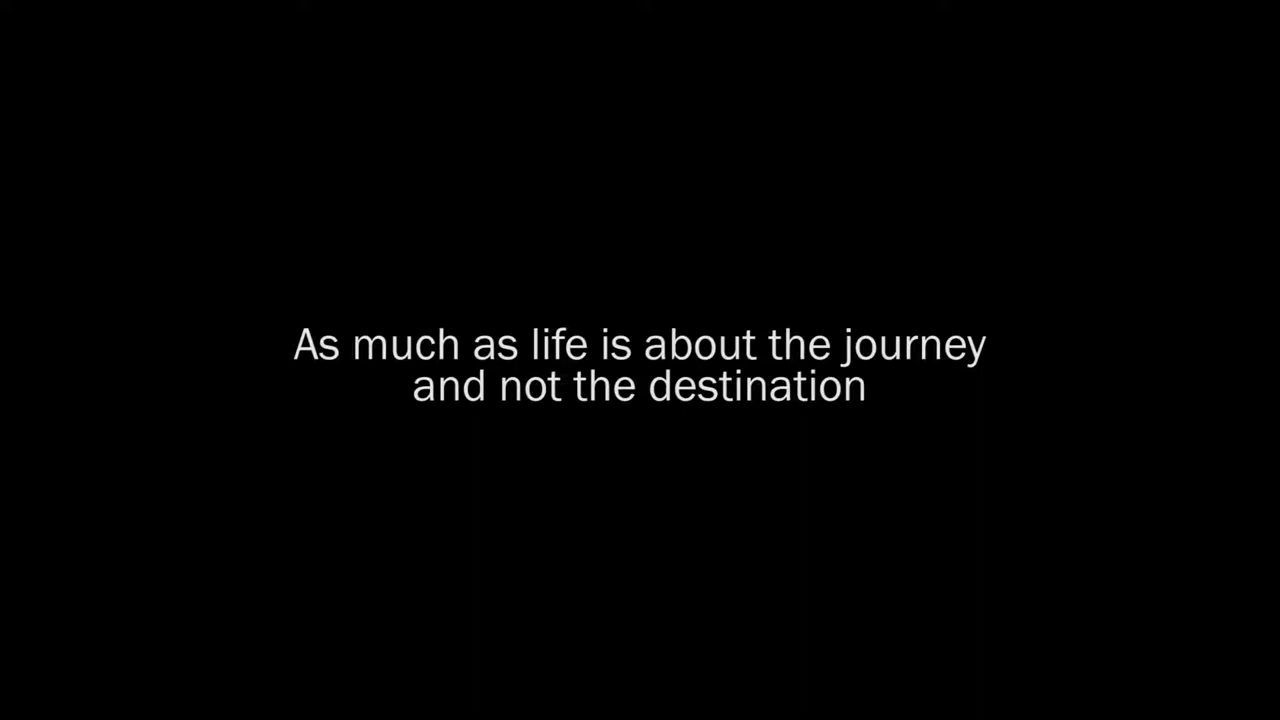 As much as life is about the journey
and not the destination